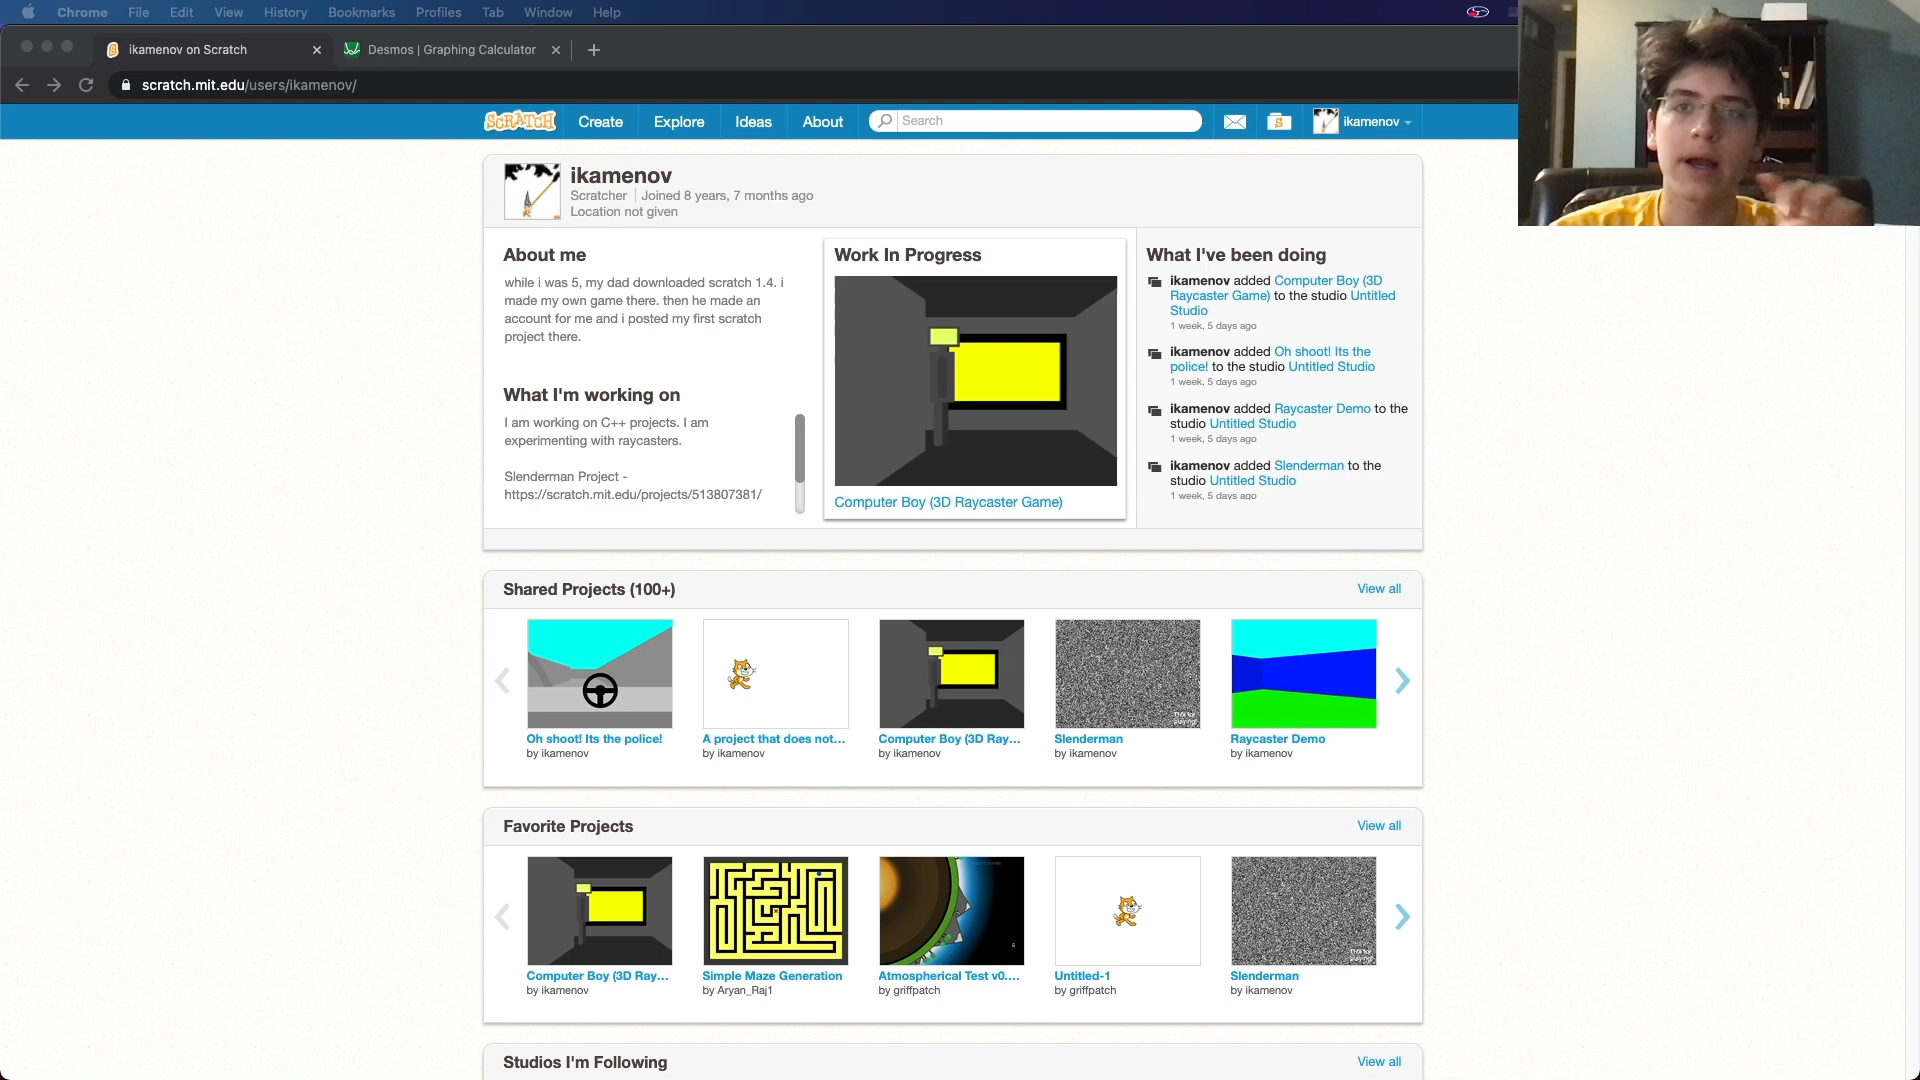 Chrome File Edit View History Bookmarks Profiles Tab Window Help
ikamenov on Scratch
Desmos | Graphing Calculator
scratch.mit.edu/users/ikamenov/
SCRATCH Create Explore Ideas About Search ikamenov
ikamenov
Scratcher Joined 8 years, 7 months ago
Location not given
About me
while i was 5, my dad downloaded scratch 1.4. i
made my own game there. then he made an
account for me and i posted my first scratch
project there.
What I'm working on
I am working on C++ projects. I am
experimenting with raycasters.
Slenderman Project -
https://scratch.mit.edu/projects/513807381/
Work In Progress
Computer Boy (3D Raycaster Game)
What I've been doing
ikamenov added Computer Boy (3D
Raycaster Game) to the studio Untitled
Studio
1 week, 5 days ago
ikamenov added Oh shoot! Its the
police! to the studio Untitled Studio
1 week, 5 days ago
ikamenov added Raycaster Demo to the
studio Untitled Studio
1 week, 5 days ago
ikamenov added Slenderman to the
studio Untitled Studio
1 week, 5 days ago
Shared Projects (100+) View all
Thx for
playing!
Oh shoot! Its the police! A project that does not... Computer Boy (3D Ray... Slenderman Raycaster Demo
by ikamenov by ikamenov by ikamenov by ikamenov by ikamenov
Favorite Projects View all
4
Thx for
playing!
Computer Boy (3D Ray... Simple Maze Generation Atmospherical Test v0.... Untitled-1 Slenderman
by ikamenov by Aryan_Raj1 by griffpatch by griffpatch by ikamenov
Studios I'm Following View all